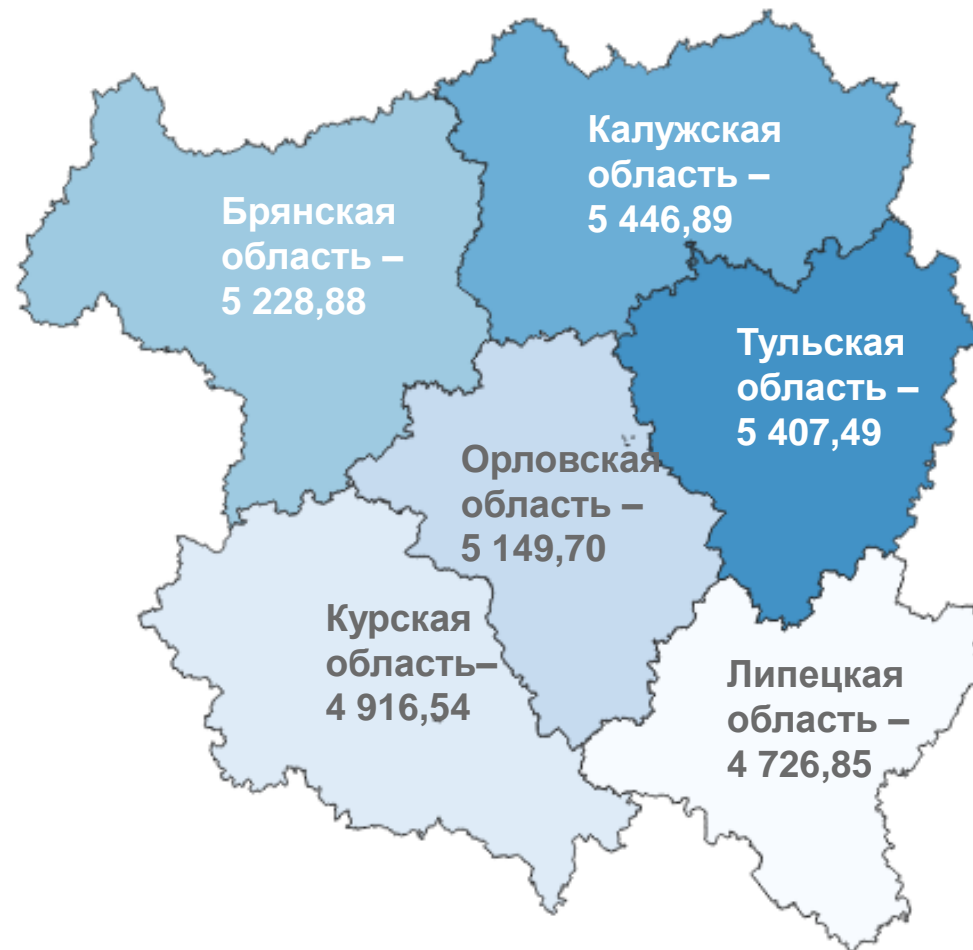 Калужская
область –
5 446,89
Брянская
область –
5 228,88
Тульская
область –
5 407,49
Орловская
область –
5 149,70
Курская
область–
4 916,54
Липецкая
область –
4 726,85